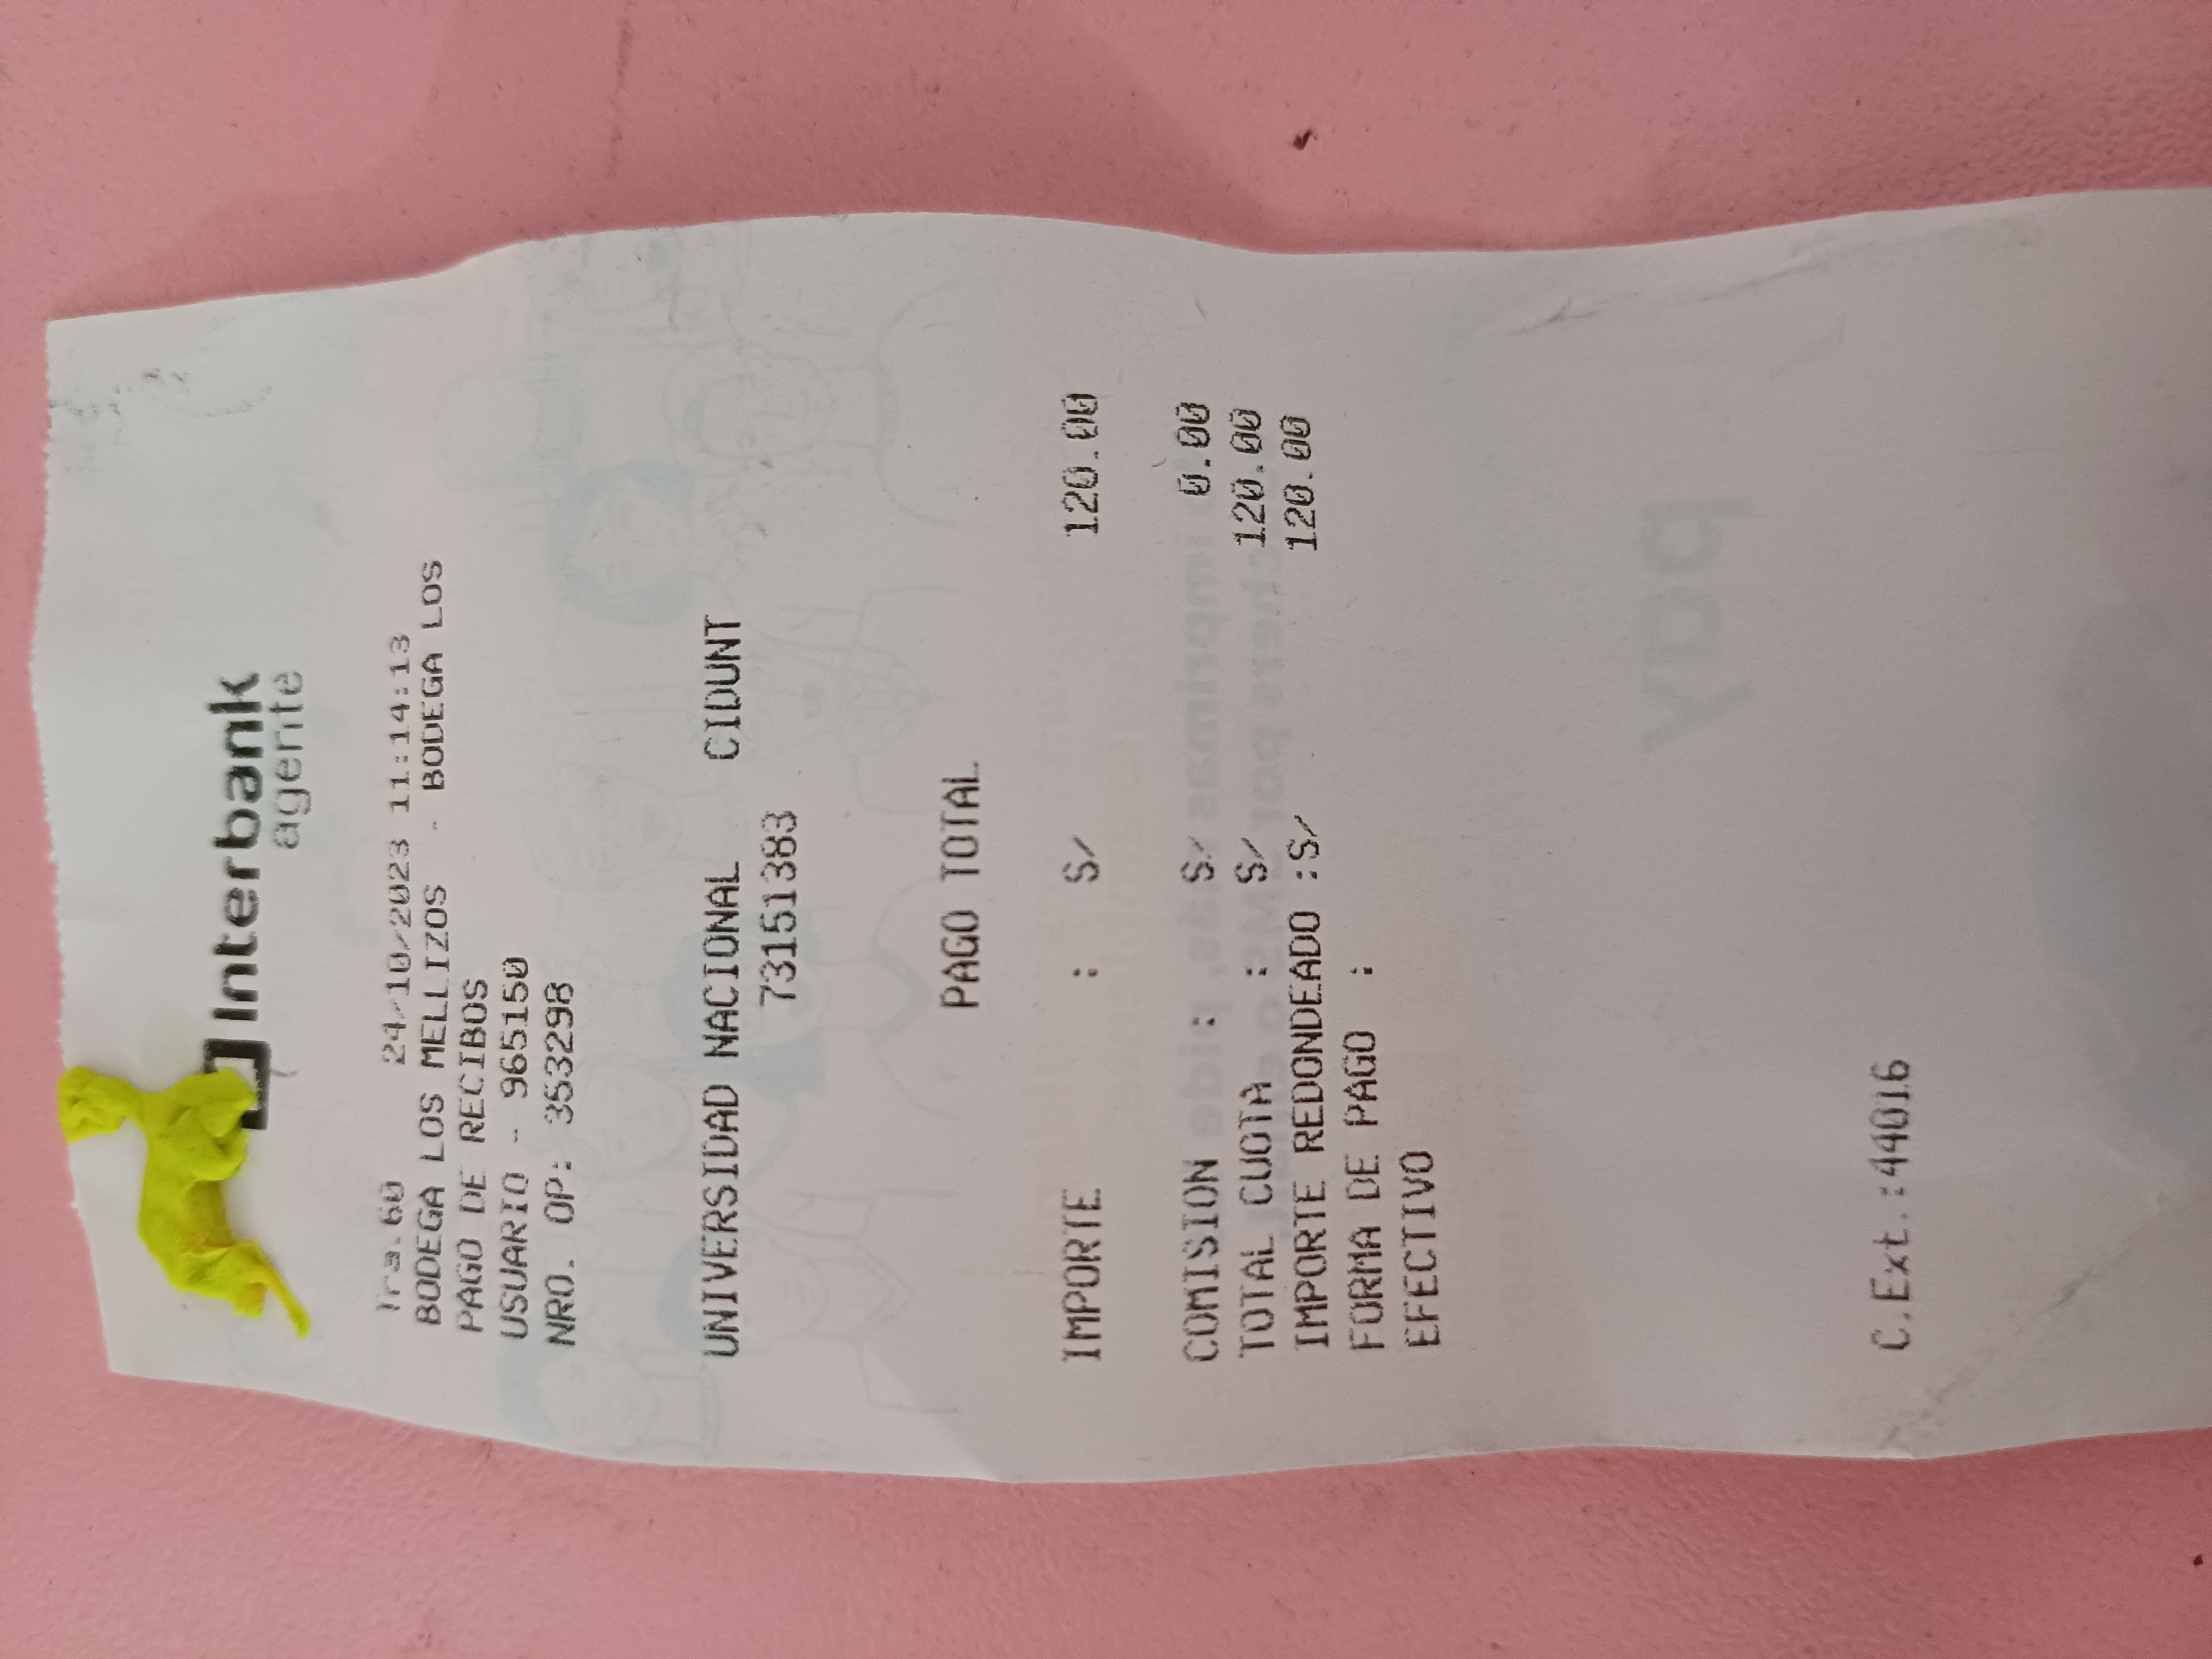 Interbank
agente
Tra.60 24/10/2023 11:14:13
BODEGA LOS MELLIZOS - BODEGA LOS
PAGO DE RECIBOS
USUARIO - 965150
NRO. OP: 353298
UNIVERSIDAD NACIONAL CIDUNT
73151383
PAGO TOTAL
IMPORTE : S/ 120.00
COMISION : S/ 0.00
TOTAL CUOTA : S/ 120.00
IMPORTE REDONDEADO :S/ 120.00
FORMA DE PAGO :
EFECTIVO
C.Ext.:44016